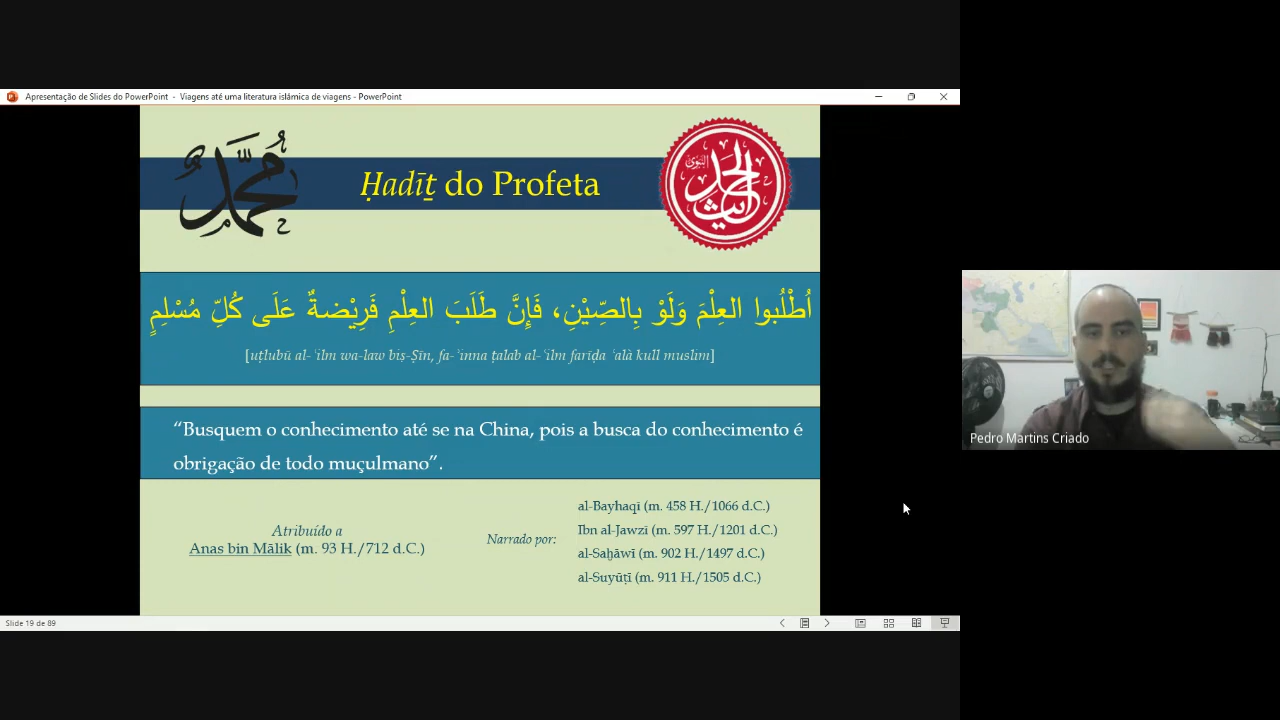 Apresentação de Slides do PowerPoint - Viagens até uma literatura islâmica de viagens - PowerPoint
محمد
Ḥadīṯ do Profeta
الحديث النبوي
اُطْلُبُوا العِلْمَ وَلَوْ بِالصِّيْنِ، فَإِنَّ طَلَبَ العِلْمِ فَرِيْضةٌ عَلَى كُلِّ مُسْلِمٍ
[uṭlubū al-ʿilm wa-law biṣ-Ṣīn, fa-ʾinna ṭalab al-ʿilm farīḍa ʿalà kull muslim]
“Busquem o conhecimento até se na China, pois a busca do conhecimento é
obrigação de todo muçulmano”.
Atribuído a
Anas bin Mālik (m. 93 H./712 d.C.)
Narrado por:
al-Bayhaqī (m. 458 H./1066 d.C.)
Ibn al-Jawzī (m. 597 H./1201 d.C.)
al-Saḫāwī (m. 902 H./1497 d.C.)
al-Suyūṭī (m. 911 H./1505 d.C.)
Slide 19 de 89
Pedro Martins Criado